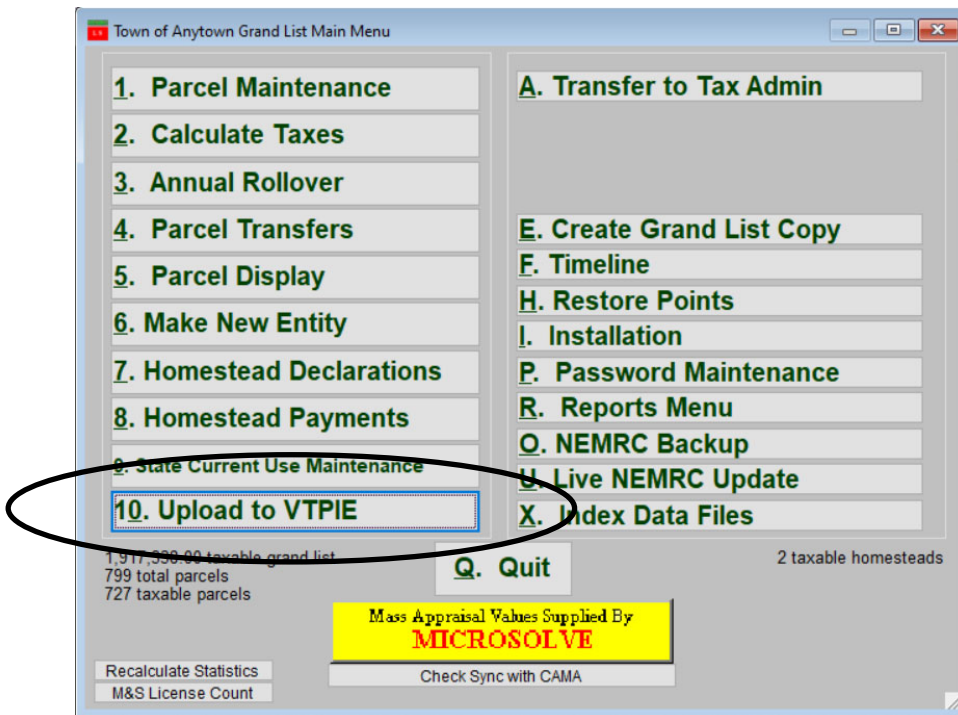 Town of Anytown Grand List Main Menu
1. Parcel Maintenance
2. Calculate Taxes
3. Annual Rollover
4. Parcel Transfers
5. Parcel Display
6. Make New Entity
7. Homestead Declarations
8. Homestead Payments
9. State Current Use Maintenance
10. Upload to VTPIE
A. Transfer to Tax Admin
E. Create Grand List Copy
F. Timeline
H. Restore Points
I. Installation
P. Password Maintenance
R. Reports Menu
O. NEMRC Backup
U. Live NEMRC Update
X. Index Data Files
taxable grand list
799 total parcels
727 taxable parcels
Q. Quit
2 taxable homesteads
Mass Appraisal Values Supplied By
MICROSOLVE
Check Sync with CAMA
Recalculate Statistics
M&S License Count